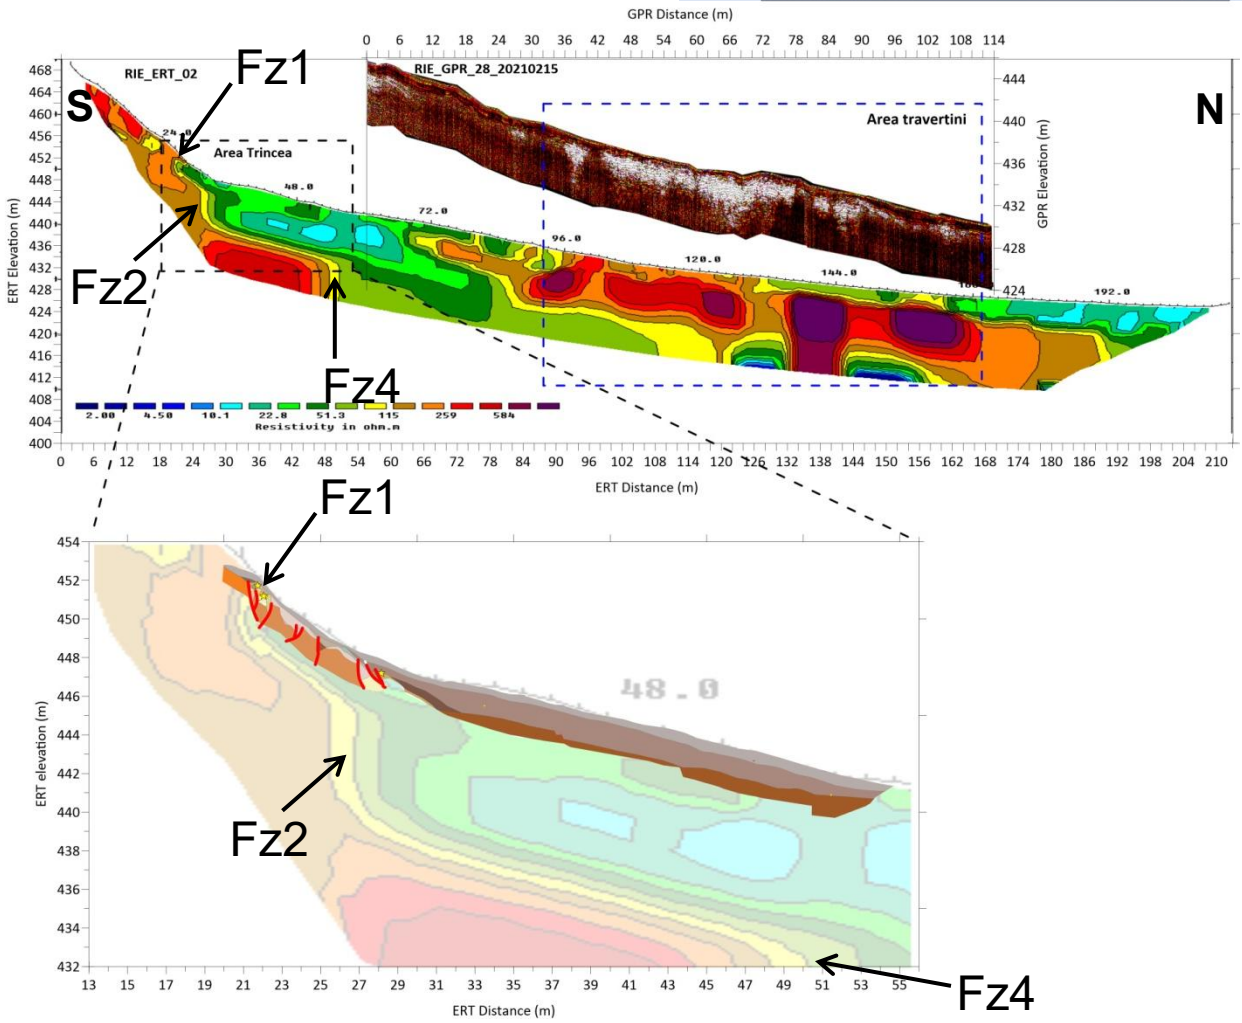 GPR Distance (m)
0 6 12 18 24 30 36 42 48 54 60 66 72 78 84 90 96 102 108 114
RIE_ERT_02
Fz1
RIE_GPR_28_20210215
S
N
Area travertini
24.0
Area Trincea
48.0
72.0
96.0
120.0
144.0
192.0
Fz2
Fz4
468
464
460
456
452
448
444
440
436
432
428
424
420
416
412
408
404
400
ERT Elevation (m)
444
440
436
432
428
424
GPR Elevation (m)
2.00 4.50 10.1 22.8 51.3 115 259 584
Resistivity in ohm.m
0 6 12 18 24 30 36 42 48 54 60 66 72 78 84 90 96 102 108 114 120 126 132 138 144 150 156 162 168 174 180 186 192 198 204 210
ERT Distance (m)
Fz1
454
452
450
448
446
444
442
440
438
436
434
432
ERT elevation (m)
48.0
Fz2
Fz4
13 15 17 19 21 23 25 27 29 31 33 35 37 39 41 43 45 47 49 51 53 55
ERT Distance (m)